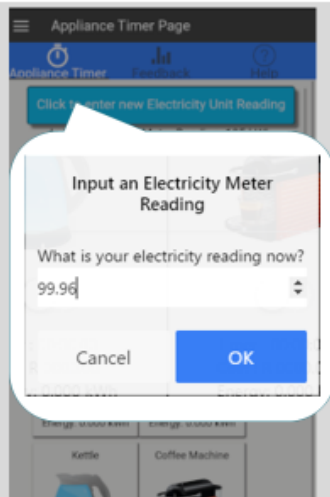 Appliance Timer Page
Appliance Timer
Feedback
Help
Click to enter new Electricity Unit Reading
Input an Electricity Meter
Reading
What is your electricity reading now?
99.96
Cancel
OK
Energy: 0.000 kWh
Energy: 0.000 kWh
Kettle
Coffee Machine